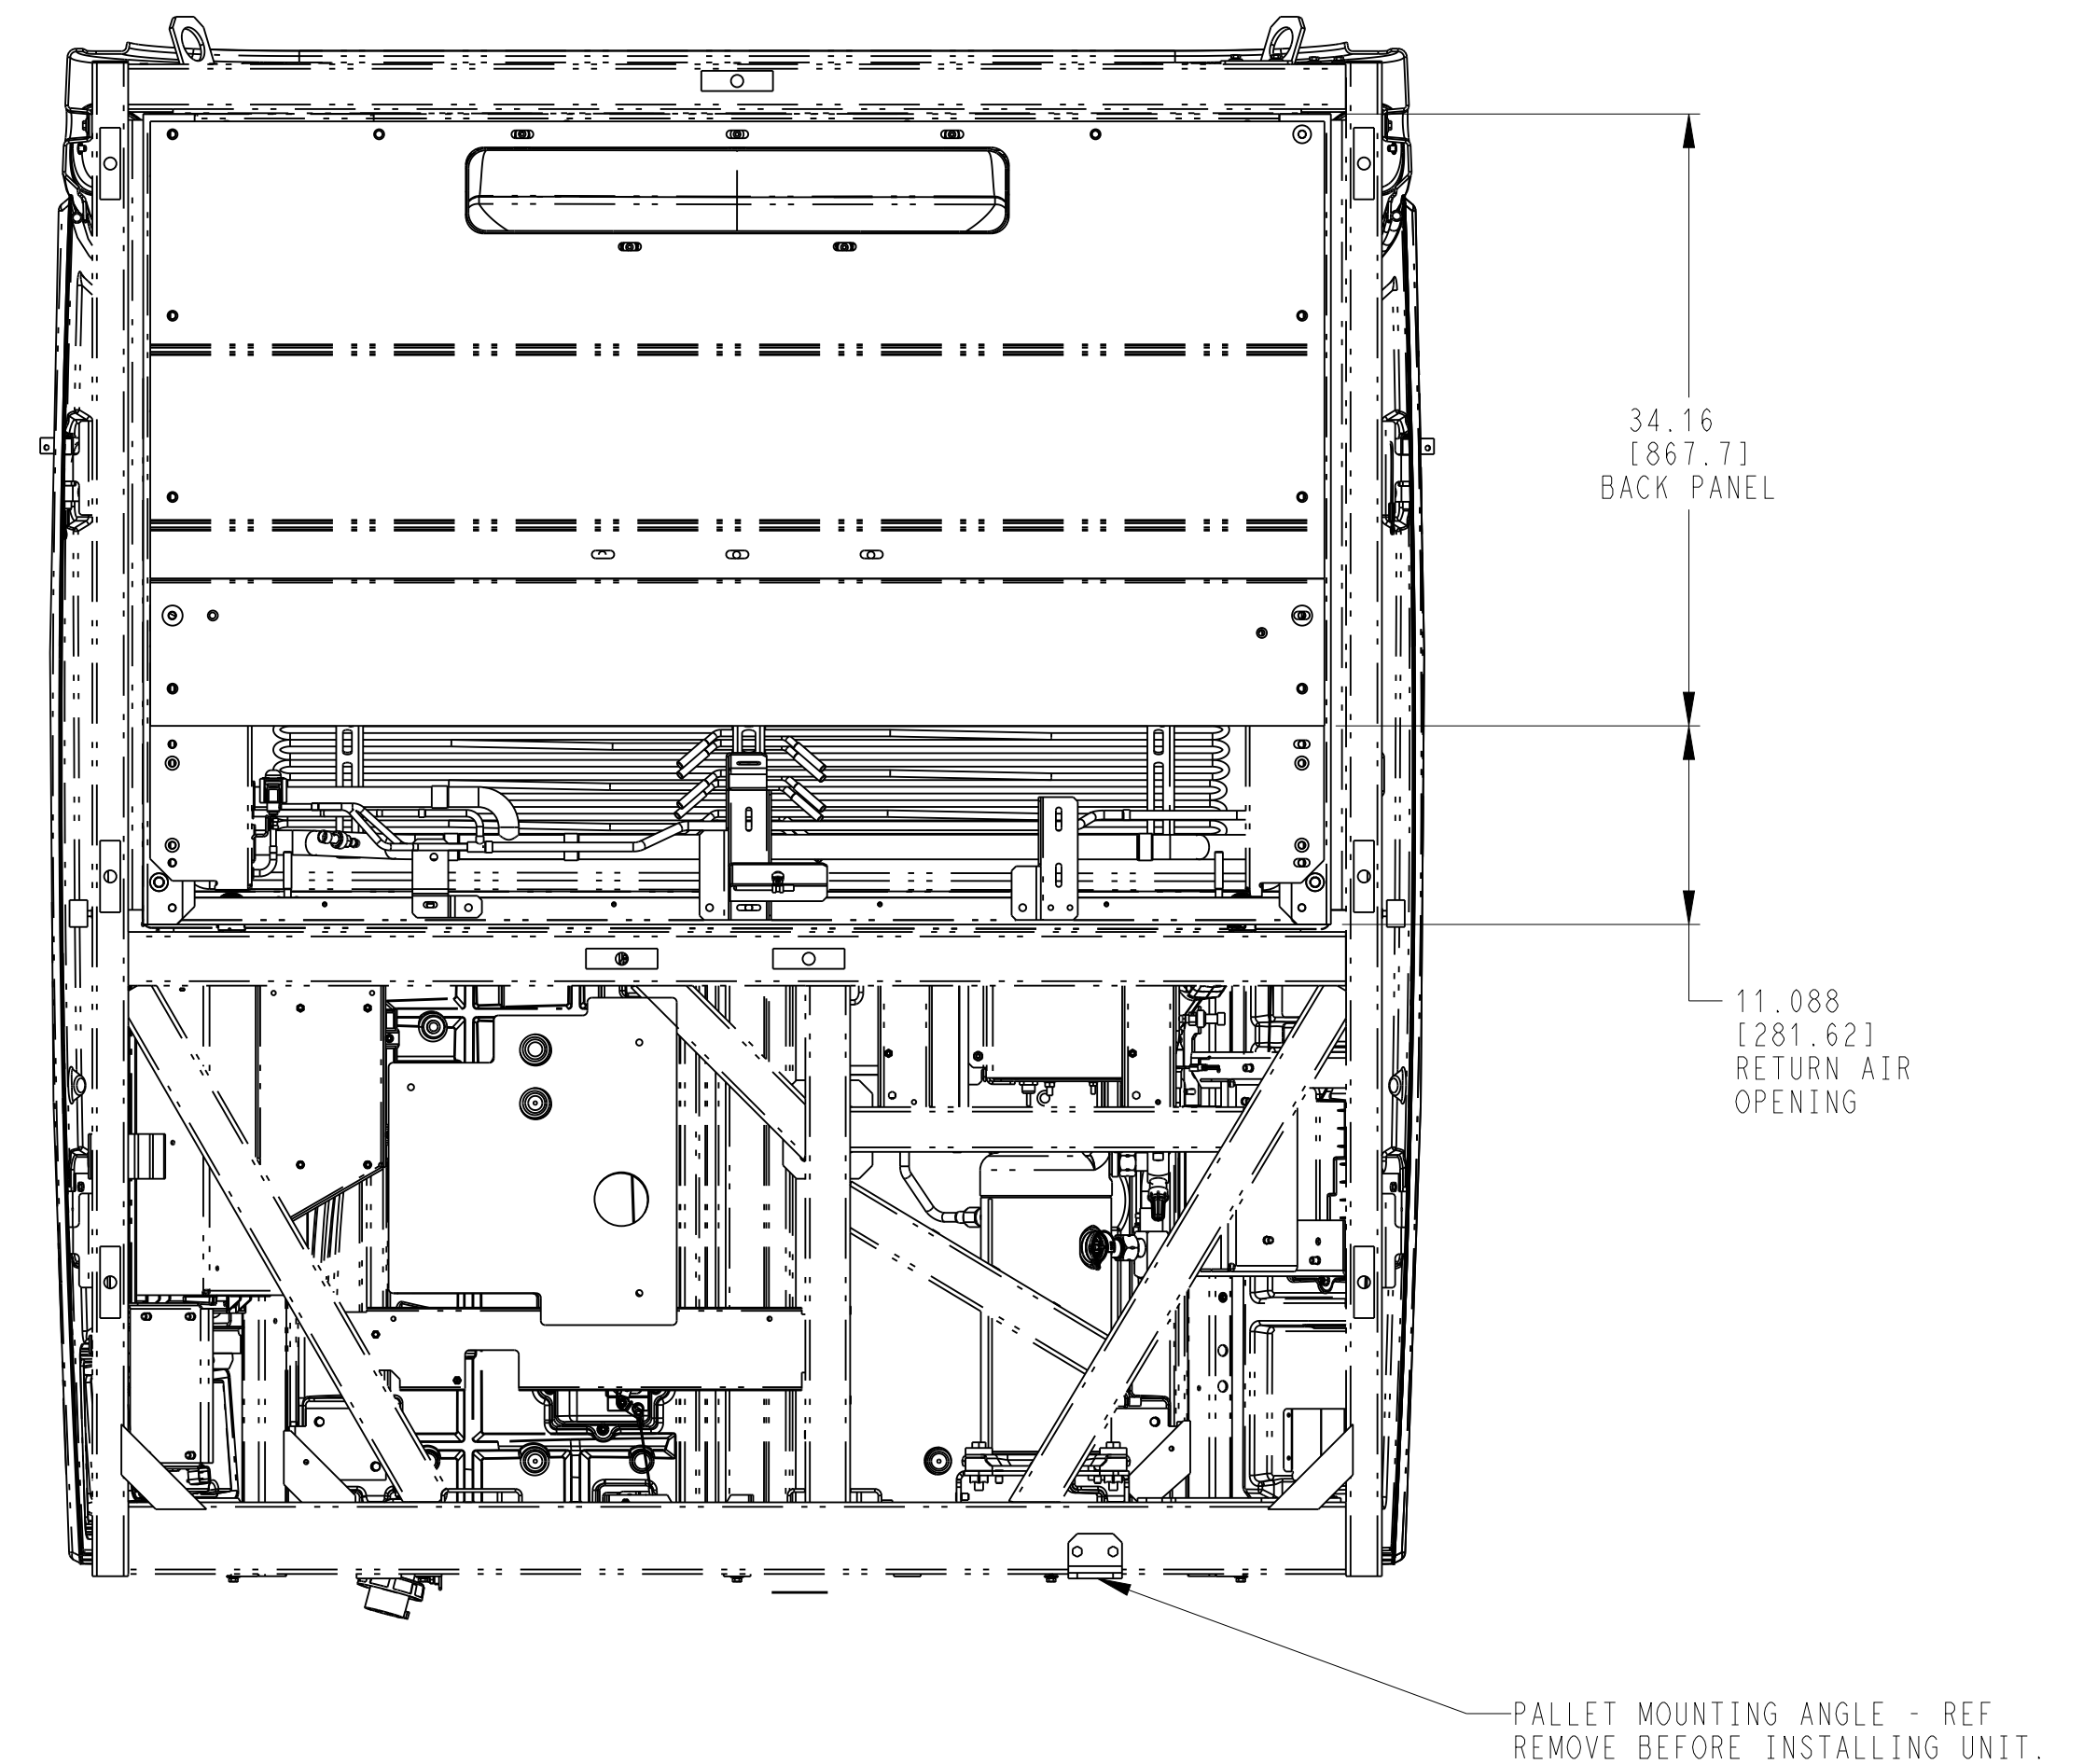 34.16
[867.7]
BACK PANEL
11.088
[281.62]
RETURN AIR
OPENING
PALLET MOUNTING ANGLE - REF
REMOVE BEFORE INSTALLING UNIT.